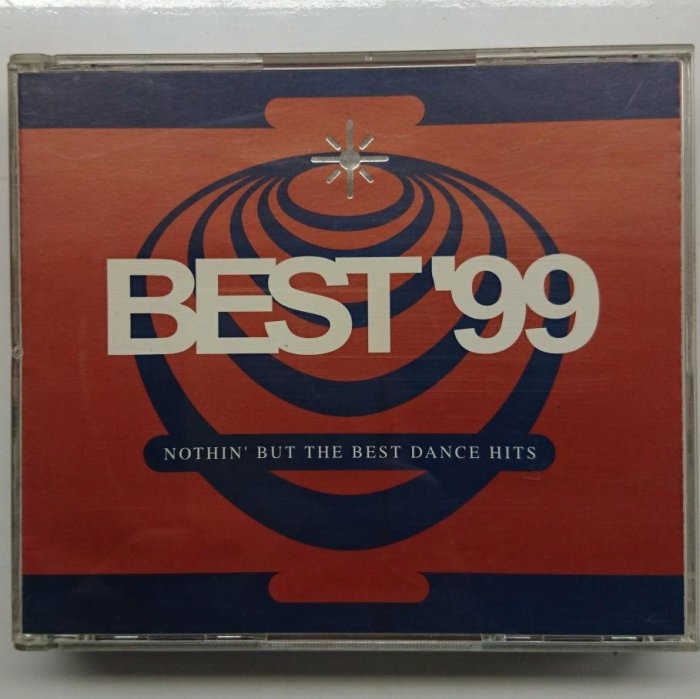 BEST '99
NOTHIN' BUT THE BEST DANCE HITS